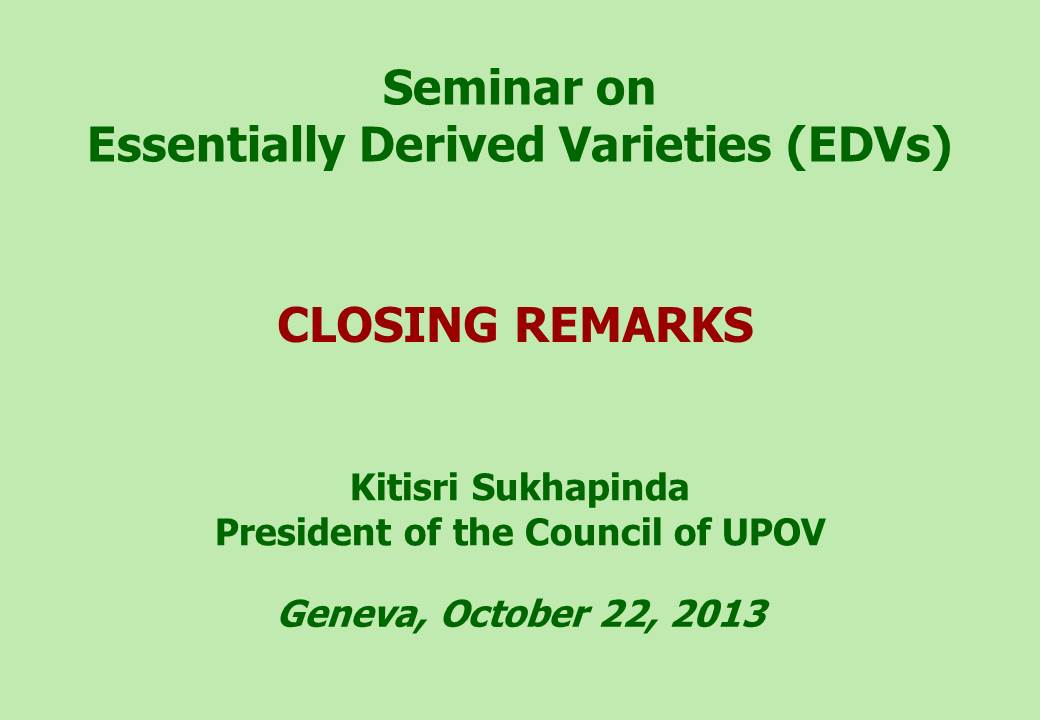 Seminar on
Essentially Derived Varieties (EDVs)
CLOSING REMARKS
Kitisri Sukhapinda
President of the Council of UPOV
Geneva, October 22, 2013